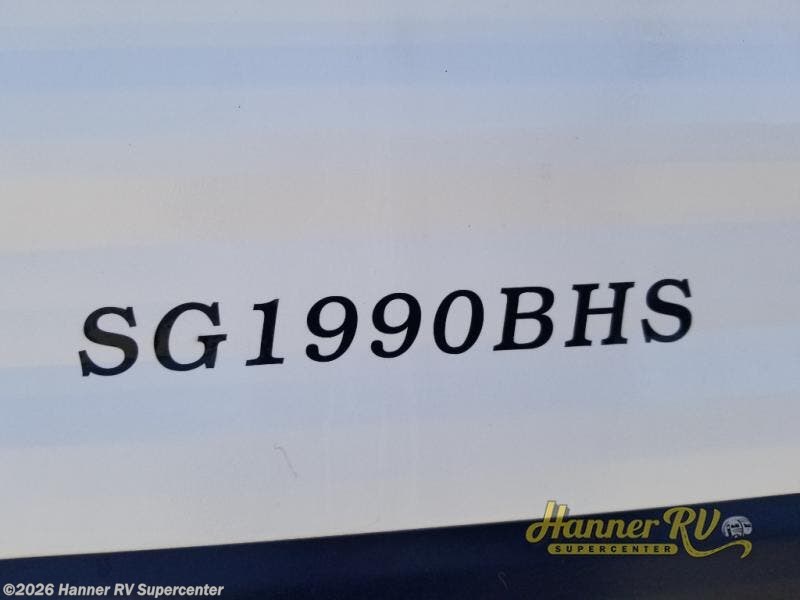 SG1990BHS
Hanner RV
SUPERCENTER
©2026 Hanner RV Supercenter